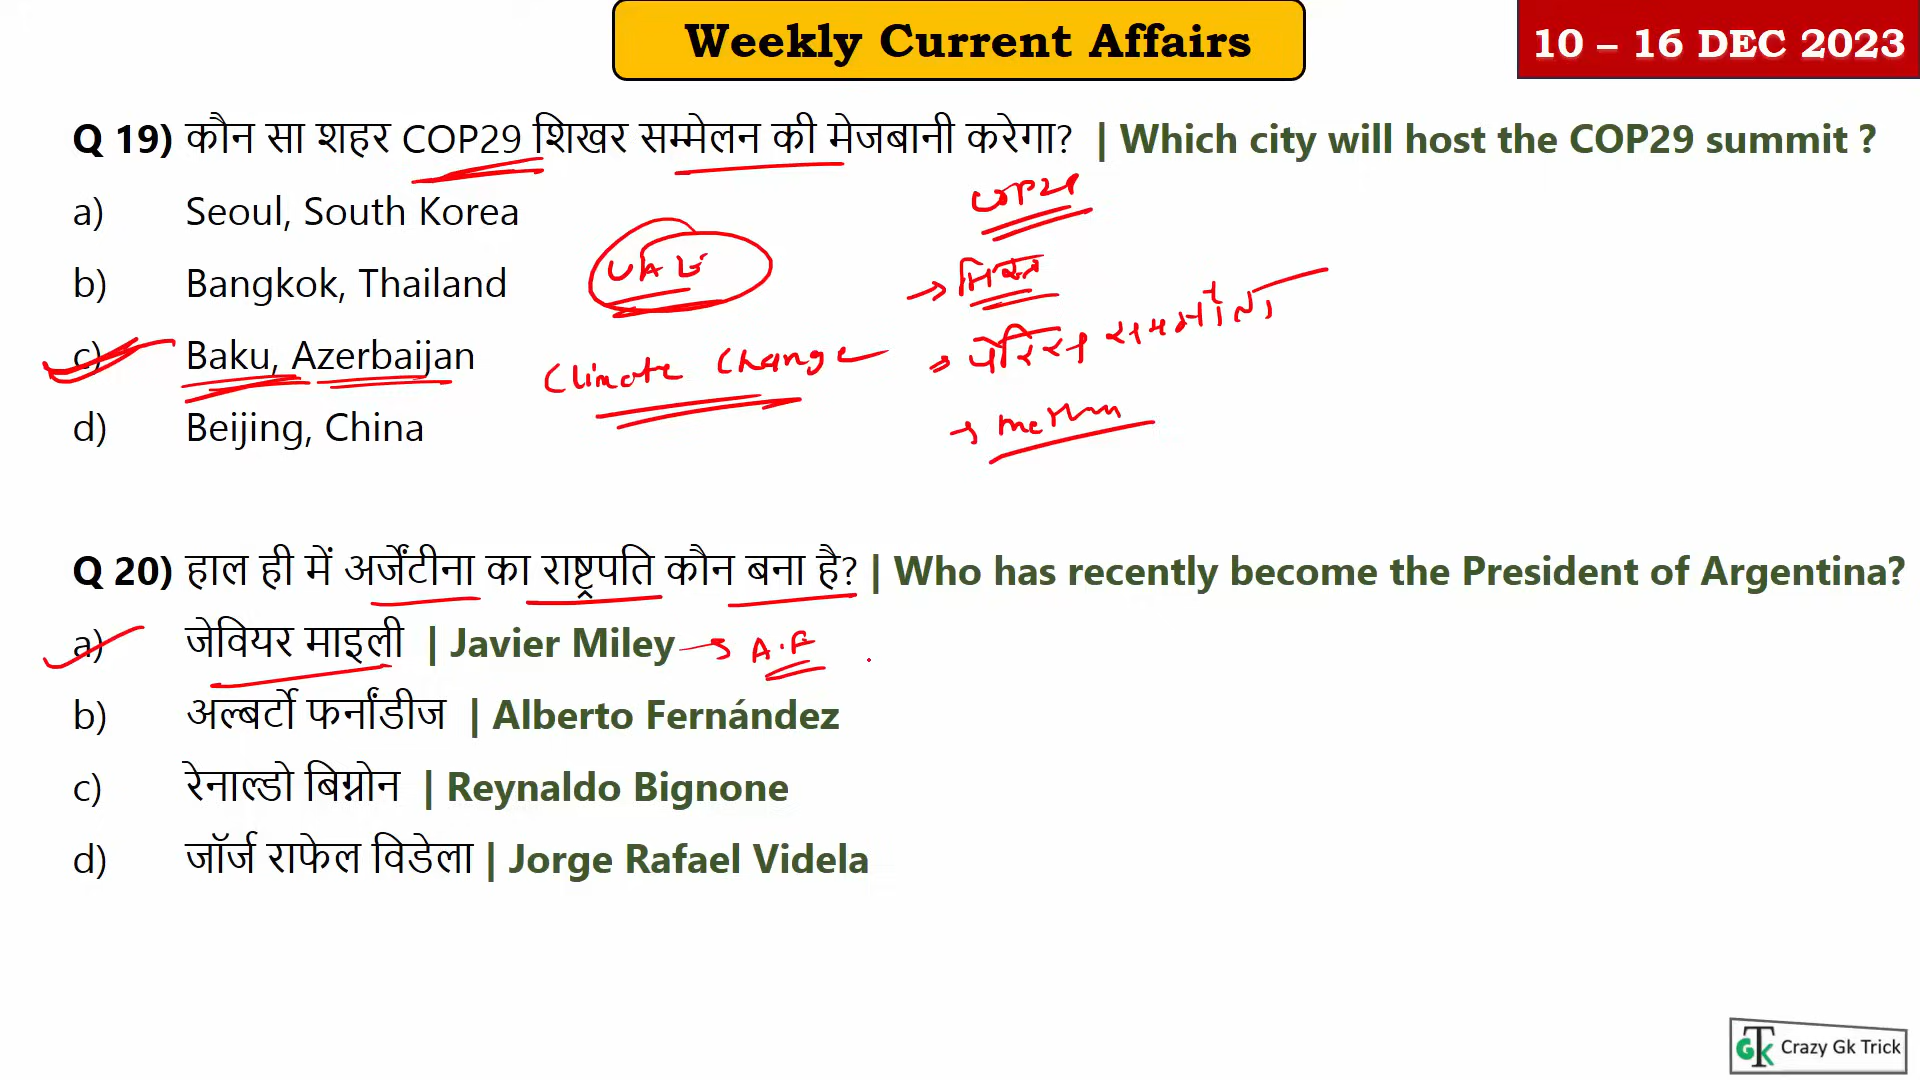 Weekly Current Affairs
10 – 16 DEC 2023
Q 19) कौन सा शहर COP29 शिखर सम्मेलन की मेजबानी करेगा? | Which city will host the COP29 summit ?
a) Seoul, South Korea
b) Bangkok, Thailand
c) Baku, Azerbaijan
d) Beijing, China
UAE
Climate Change
पेरिस समझौता
Q 20) हाल ही में अर्जेंटीना का राष्ट्रपति कौन बना है? | Who has recently become the President of Argentina?
a) जेवियर माइली | Javier Miley
A.F
b) अल्बर्टो फर्नांडीज | Alberto Fernández
c) रेनाल्डो बिग्नोन | Reynaldo Bignone
d) जॉर्ज राफेल विडेला | Jorge Rafael Videla
GTK Crazy Gk Trick